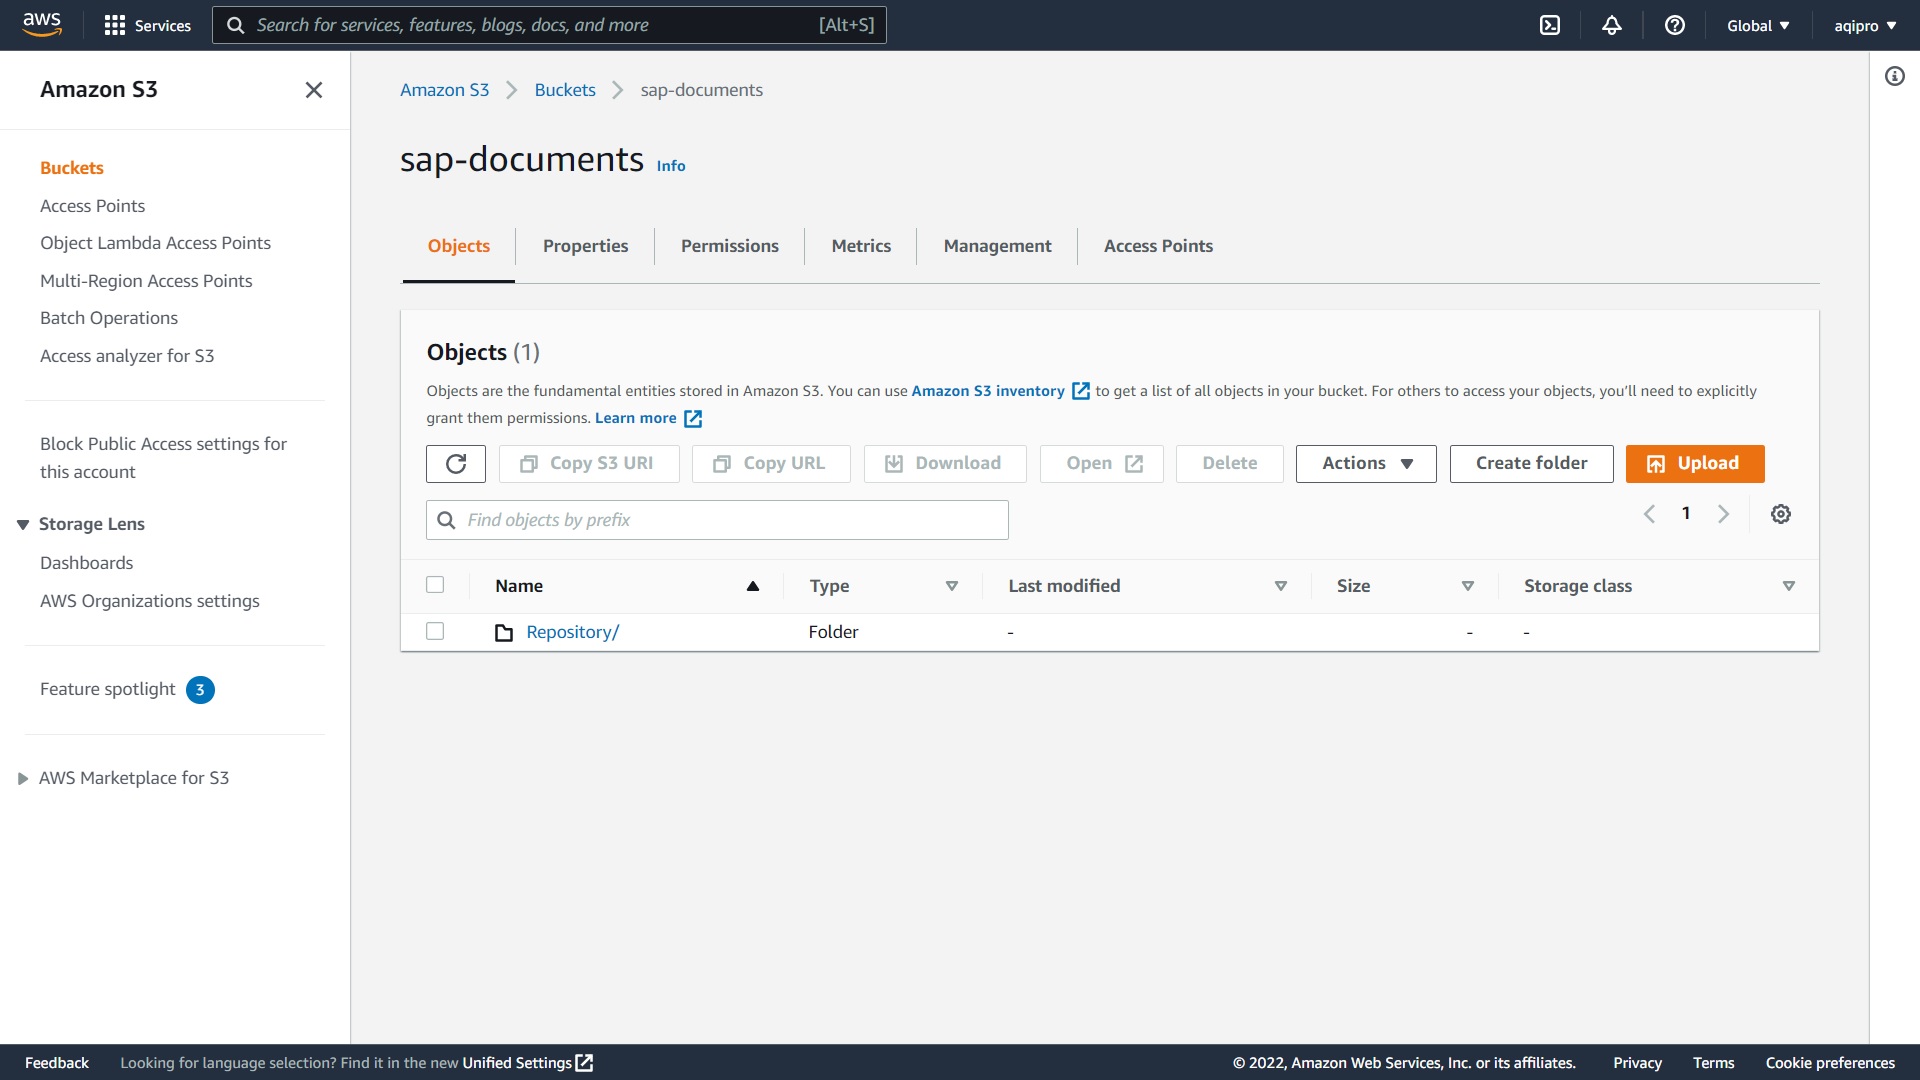 aws
Services
Search for services, features, blogs, docs, and more
[Alt+S]
Global
aqipro
Amazon S3
Buckets
Access Points
Object Lambda Access Points
Multi-Region Access Points
Batch Operations
Access analyzer for S3
Block Public Access settings for
this account
Storage Lens
Dashboards
AWS Organizations settings
Feature spotlight 3
AWS Marketplace for S3
Amazon S3 Buckets sap-documents
sap-documents Info
Objects Properties Permissions Metrics Management Access Points
Objects (1)
Objects are the fundamental entities stored in Amazon S3. You can use Amazon S3 inventory to get a list of all objects in your bucket. For others to access your objects, you'll need to explicitly
grant them permissions. Learn more
Copy S3 URI Copy URL Download Open Delete Actions Create folder Upload
Find objects by prefix
1
Name Type Last modified Size Storage class
Repository/ Folder - - -
Feedback Looking for language selection? Find it in the new Unified Settings
© 2022, Amazon Web Services, Inc. or its affiliates. Privacy Terms Cookie preferences